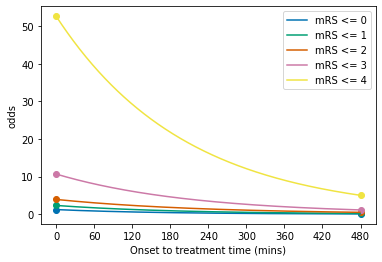 50
40
30
20
10
0
odds
mRS <= 0
mRS <= 1
mRS <= 2
mRS <= 3
mRS <= 4
0 60 120 180 240 300 360 420 480
Onset to treatment time (mins)